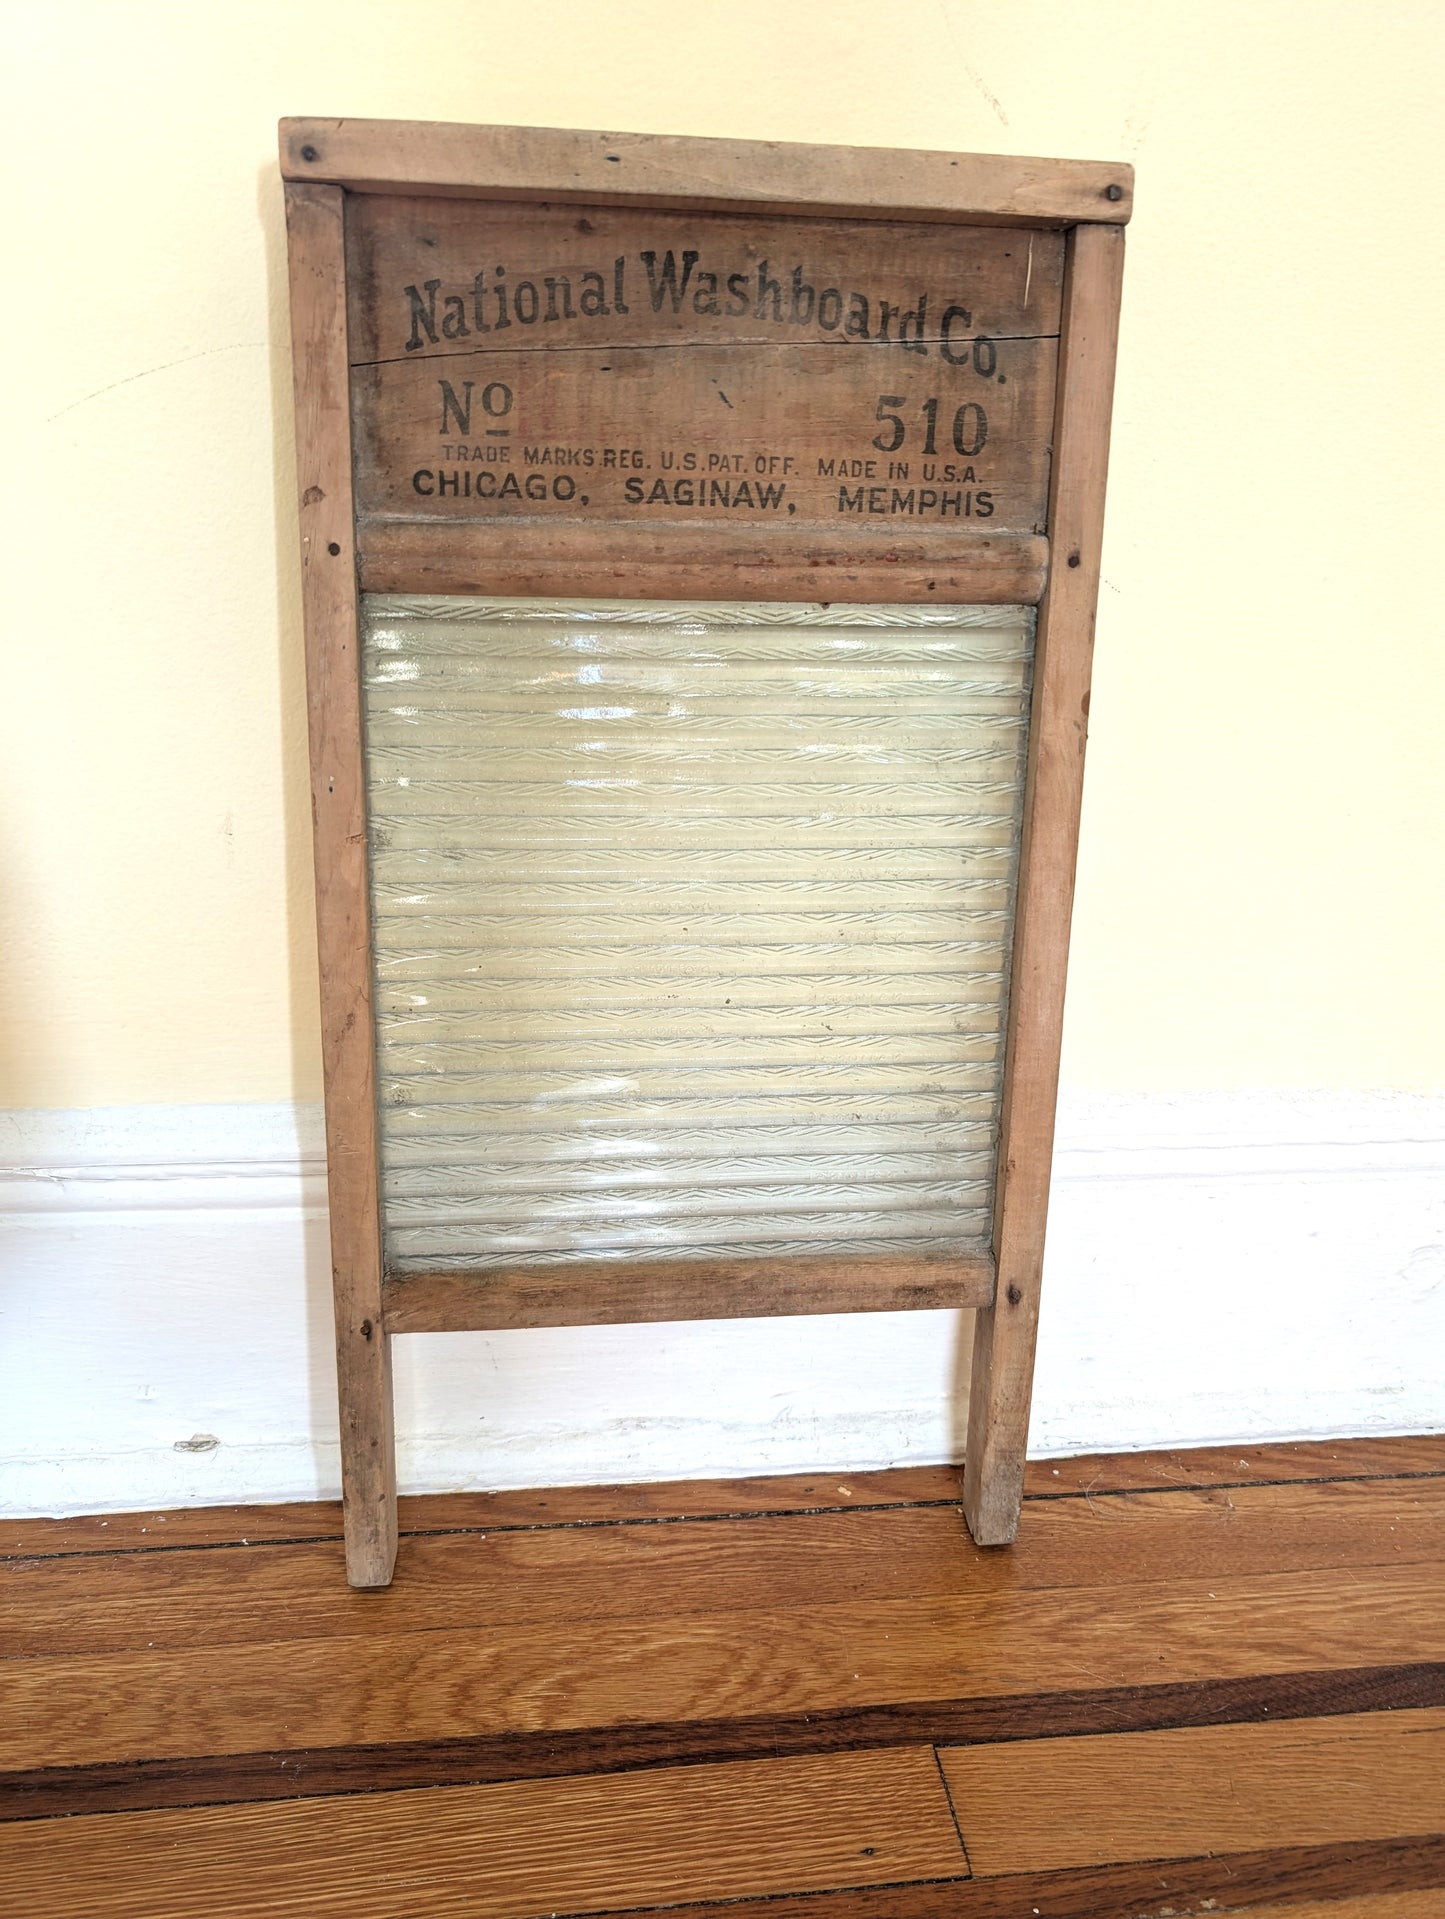 National Washboard Co.
Nº 510
TRADE MARKS REG. U.S. PAT. OFF. MADE IN U.S.A.
CHICAGO, SAGINAW, MEMPHIS